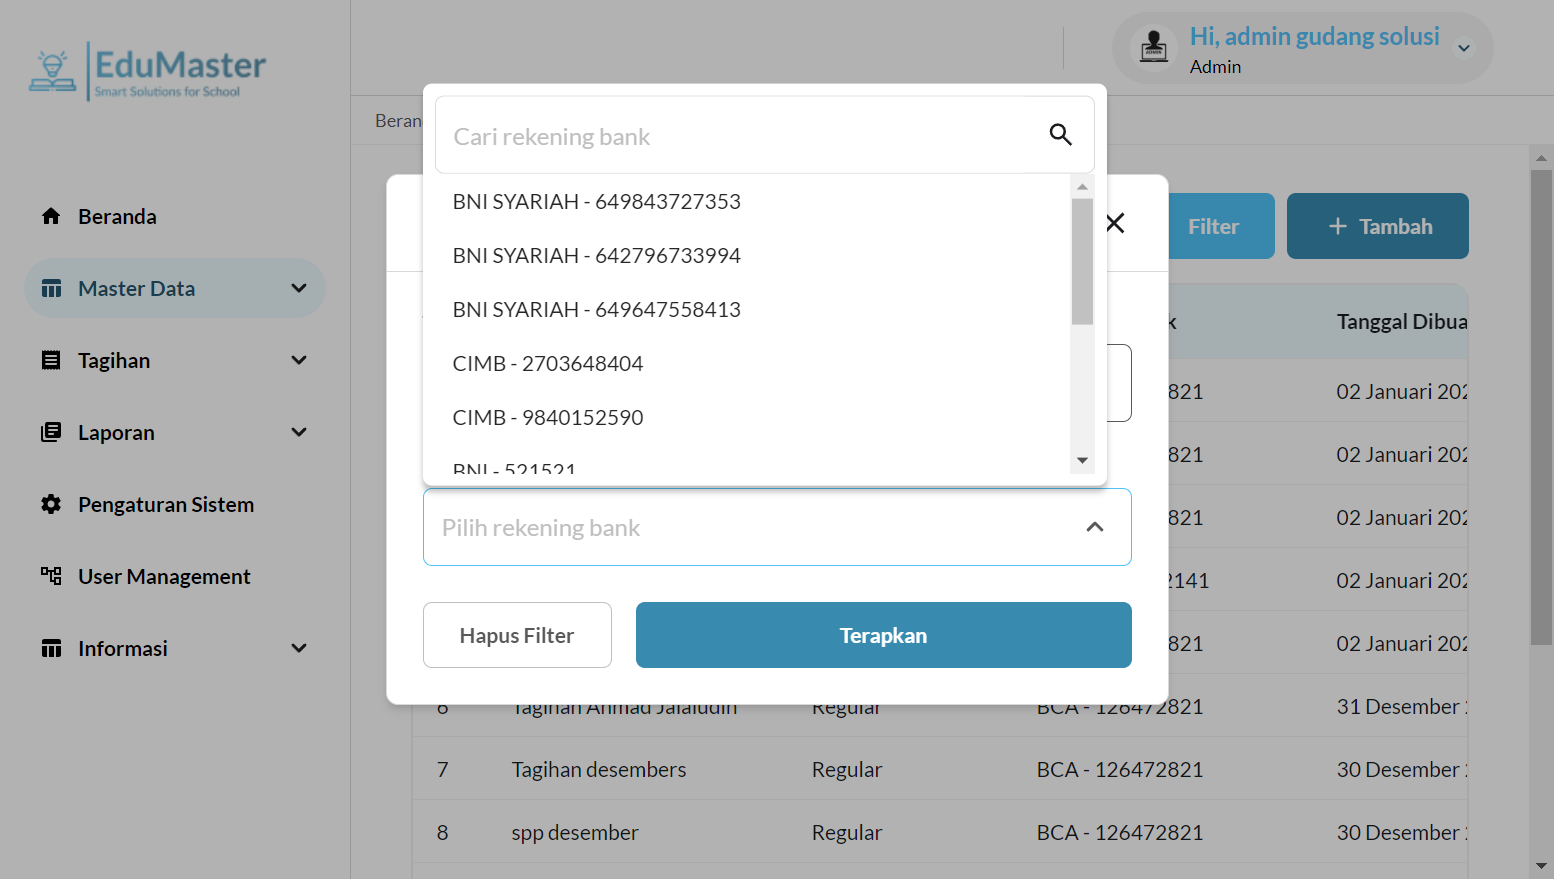 EduMaster
Smart Solutions for School
Hi, admin gudang solusi
Admin
Beranda
Master Data
Tagihan
Laporan
Pengaturan Sistem
User Management
Informasi
Cari rekening bank
BNI SYARIAH - 649843727353
BNI SYARIAH - 642796733994
BNI SYARIAH - 649647558413
CIMB - 2703648404
CIMB - 9840152590
BNI - 521521
Pilih rekening bank
Hapus Filter
Terapkan
Filter
+ Tambah
Tanggal Dibua
821 02 Januari 202
821 02 Januari 202
821 02 Januari 202
2141 02 Januari 202
821 02 Januari 202
6 Tagihan Ahmad Jalaludin Regular BCA - 126472821 31 Desember
7 Tagihan desembers Regular BCA - 126472821 30 Desember
8 spp desember Regular BCA - 126472821 30 Desember